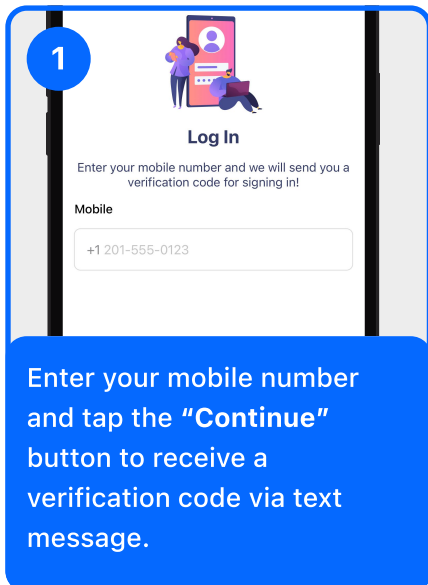 1
Log In
Enter your mobile number and we will send you a
verification code for signing in!
Mobile
+1 201-555-0123
Enter your mobile number
and tap the “Continue”
button to receive a
verification code via text
message.